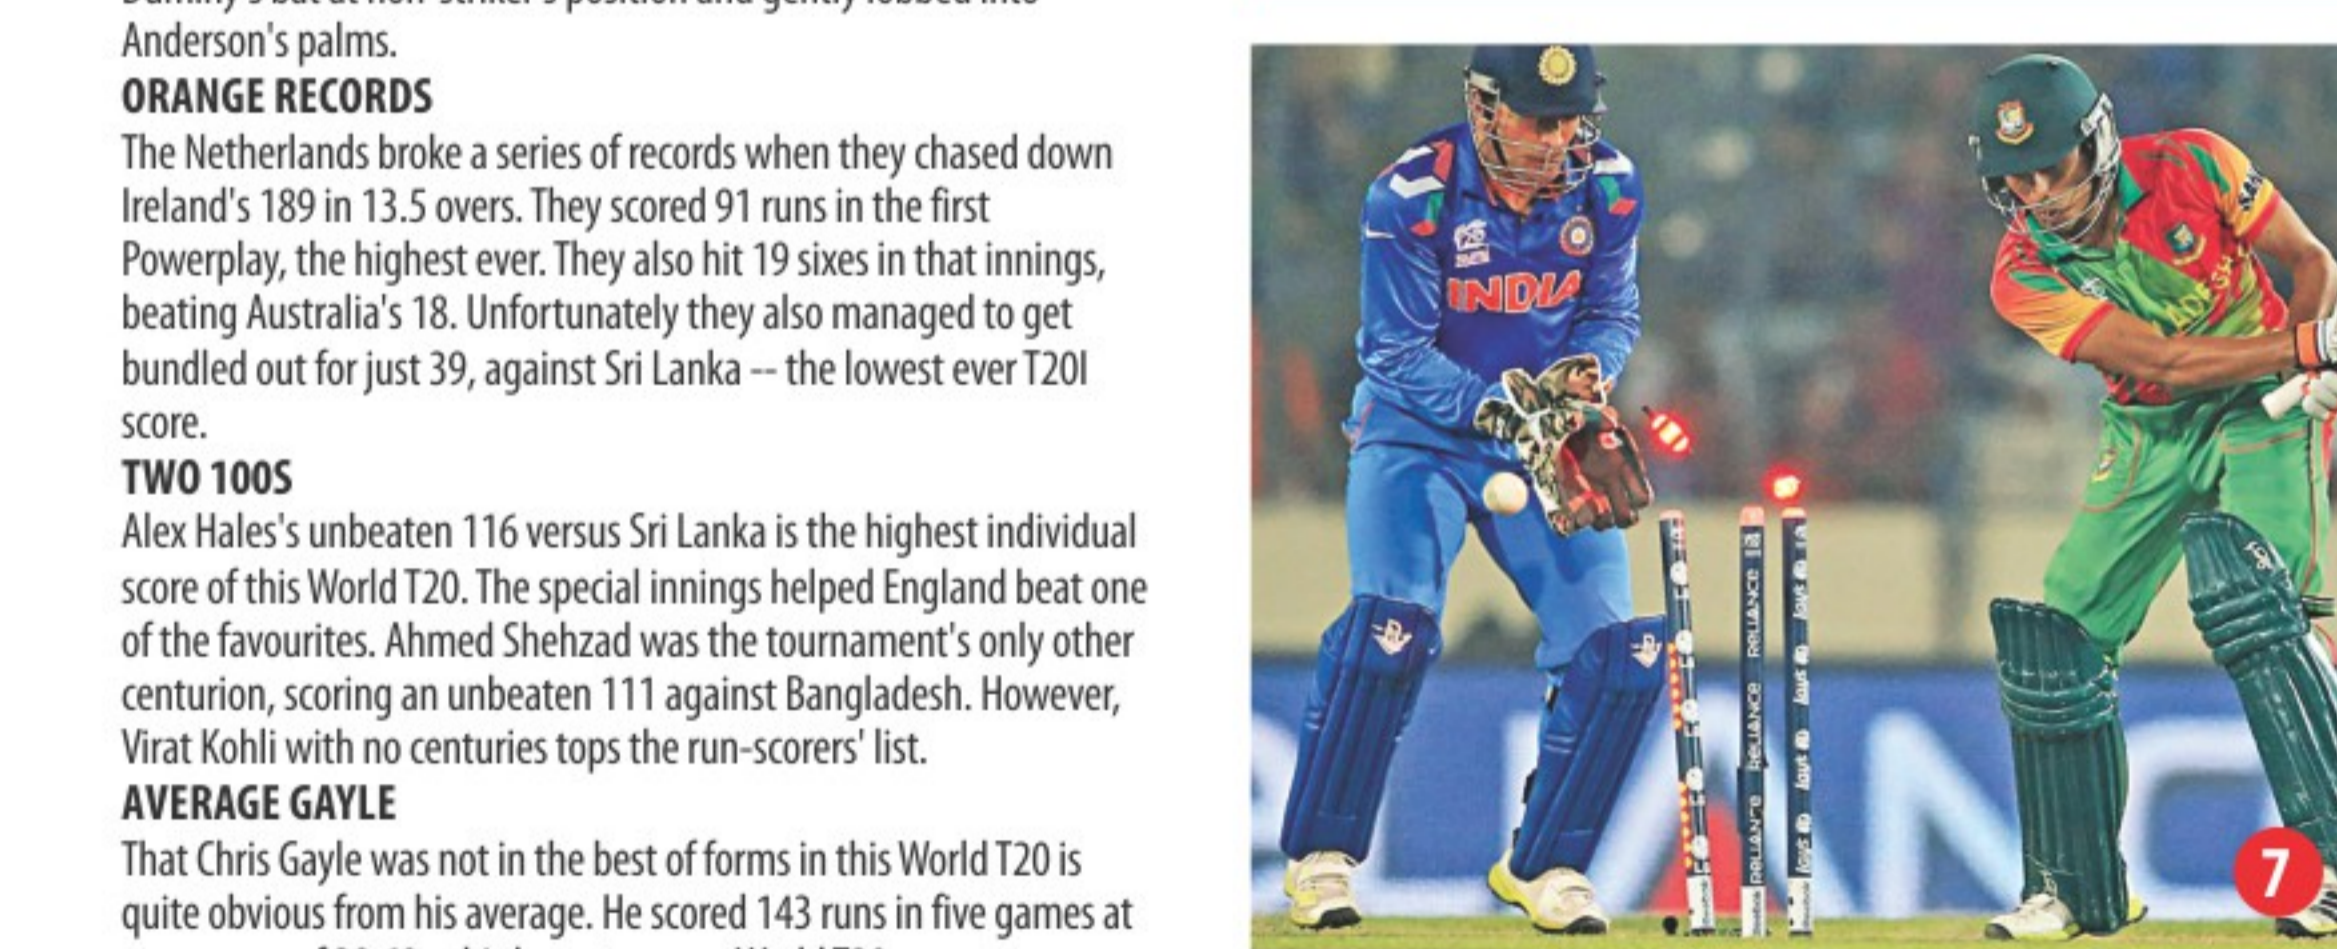 Anderson's palms.
ORANGE RECORDS
The Netherlands broke a series of records when they chased down
Ireland's 189 in 13.5 overs. They scored 91 runs in the first
Powerplay, the highest ever. They also hit 19 sixes in that innings,
beating Australia's 18. Unfortunately they also managed to get
bundled out for just 39, against Sri Lanka -- the lowest ever T20I
score.
TWO 100S
Alex Hales's unbeaten 116 versus Sri Lanka is the highest individual
score of this World T20. The special innings helped England beat one
of the favourites. Ahmed Shehzad was the tournament's only other
centurion, scoring an unbeaten 111 against Bangladesh. However,
Virat Kohli with no centuries tops the run-scorers' list.
AVERAGE GAYLE
That Chris Gayle was not in the best of forms in this World T20 is
quite obvious from his average. He scored 143 runs in five games at
INDIA
RELIANCE RELIANCE RELIANCE
7